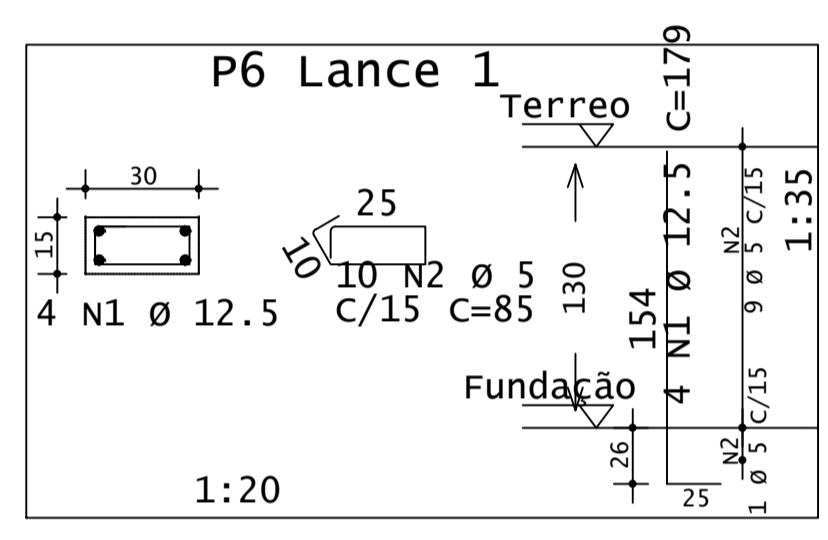 P6 Lance 1
Terreo
30
15
4 N1 Ø 12.5
25
10
10 N2 Ø 5
C/15 C=85
130
Fundação
154
4 N1 Ø 12.5 C=179
26
25
N2
9 Ø 5 C/15
N2
1 Ø 5 C/15
1:35
1:20